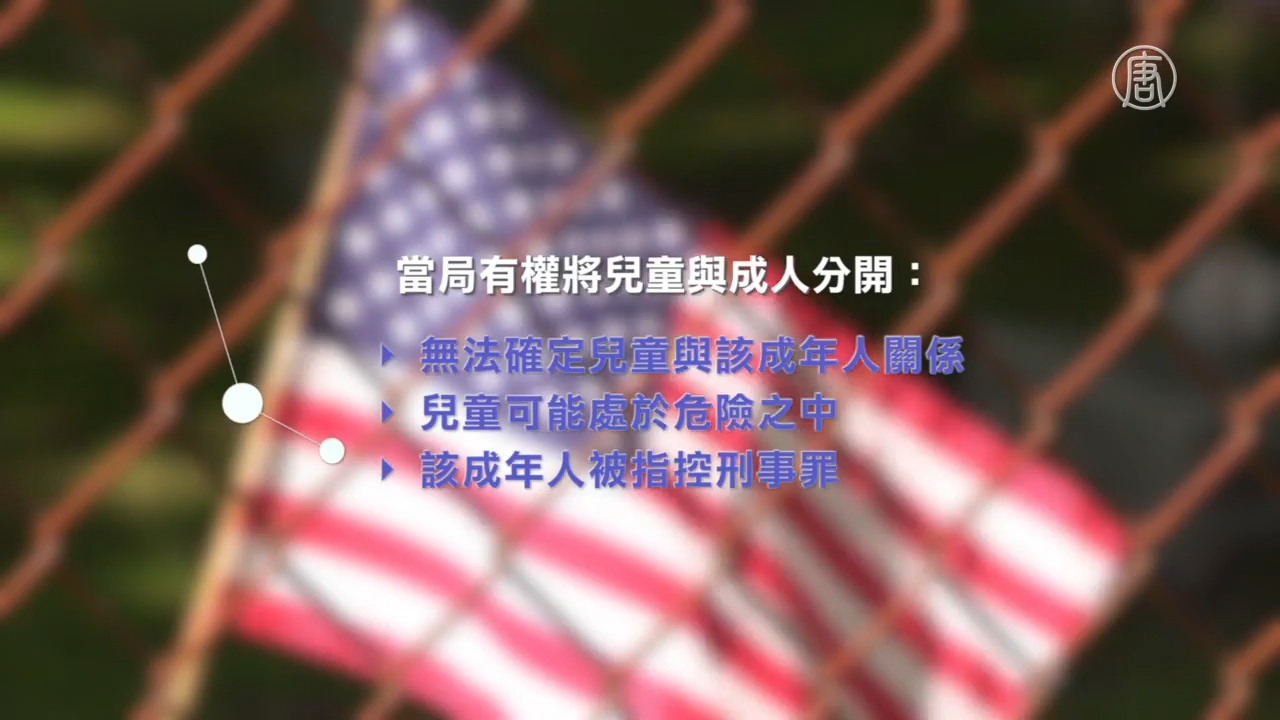 唐
當局有權將兒童與成人分開：
無法確定兒童與該成年人關係
兒童可能處於危險之中
該成年人被指控刑事罪